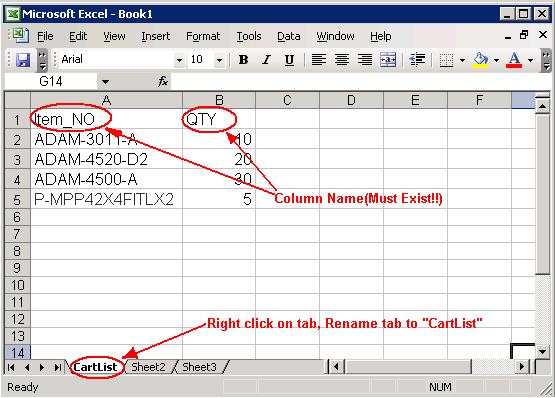 Microsoft Excel - Book1
File Edit View Insert Format Tools Data Window Help
Arial 10 B I U
G14 fx
A B C D E F
1 Item_NO QTY
2 ADAM-3011-A 10
3 ADAM-4520-D2 20
4 ADAM-4500-A 30
5 P-MPP42X4FITLX2 5
Column Name(Must Exist!!)
6
7
8
9
10
11
12
Right click on tab, Rename tab to "CartList"
13
14
CartList Sheet2 Sheet3
Ready NUM